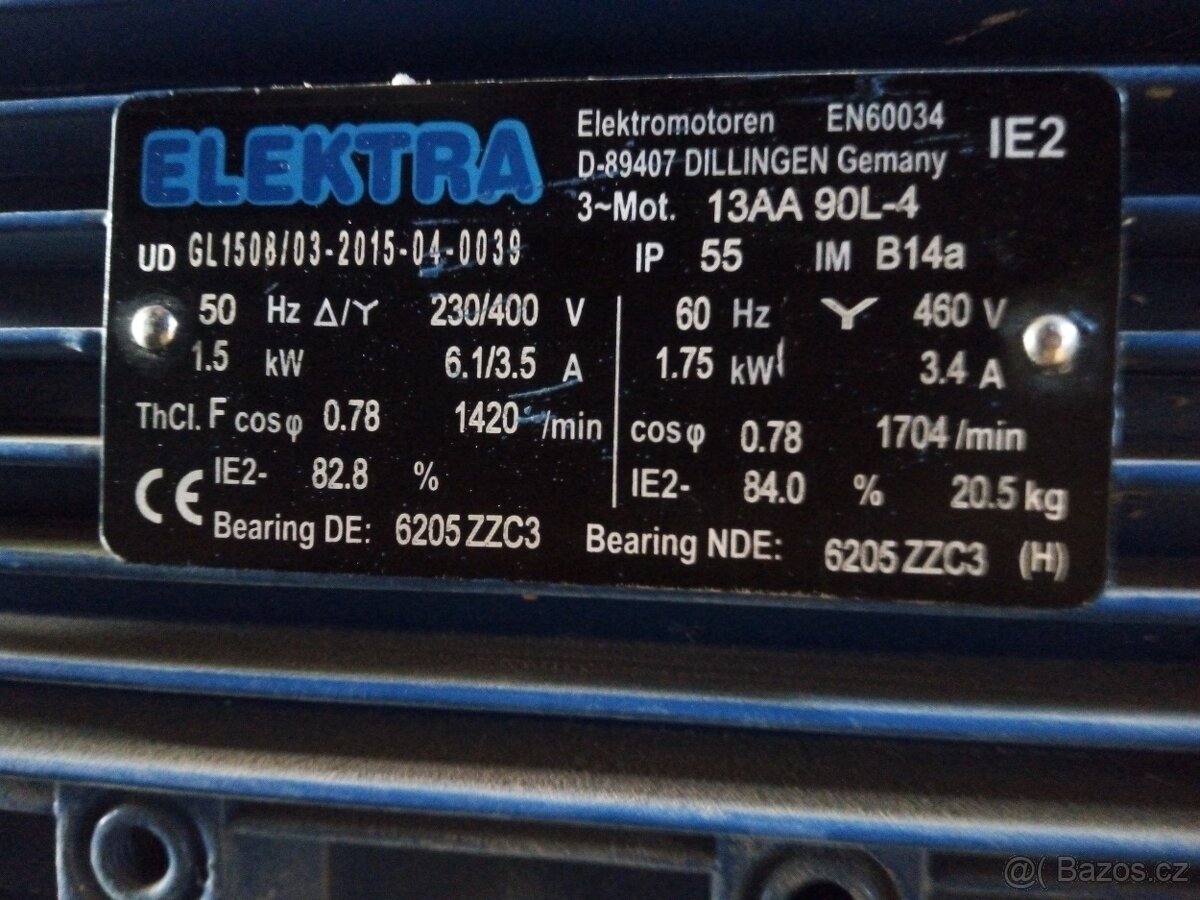 ELEKTRA
Elektromotoren EN60034 IE2
D-89407 DILLINGEN Gemany
3~Mot. 13AA 90L-4
UD GL1508/03-2015-04-0039 IP 55 IM B14a
50 Hz Δ/Y 230/400 V 60 Hz Y 460 V
1.5 kW 6.1/3.5 A 1.75 kW 3.4 A
ThCl. F cosφ 0.78 1420 /min cosφ 0.78 1704/min
CE IE2- 82.8 % IE2- 84.0 % 20.5 kg
Bearing DE: 6205 ZZC3 Bearing NDE: 6205 ZZC3 (H)
@( Bazos.cz